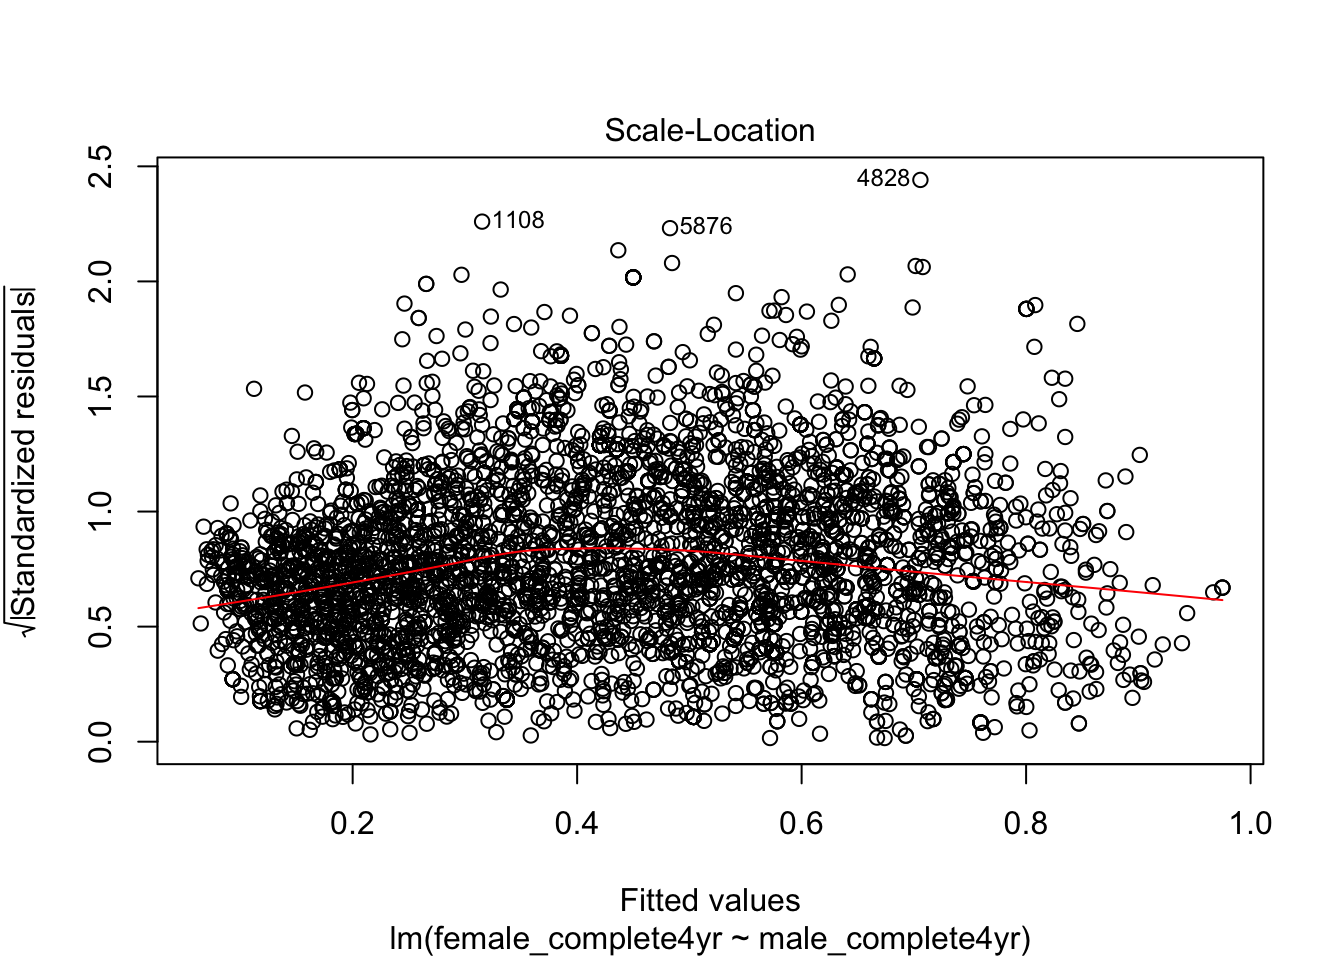 Scale-Location
√|Standardized residuals|
2.5
2.0
1.5
1.0
0.5
0.0
4828
1108
5876
0.2 0.4 0.6 0.8 1.0
Fitted values
lm(female_complete4yr ~ male_complete4yr)